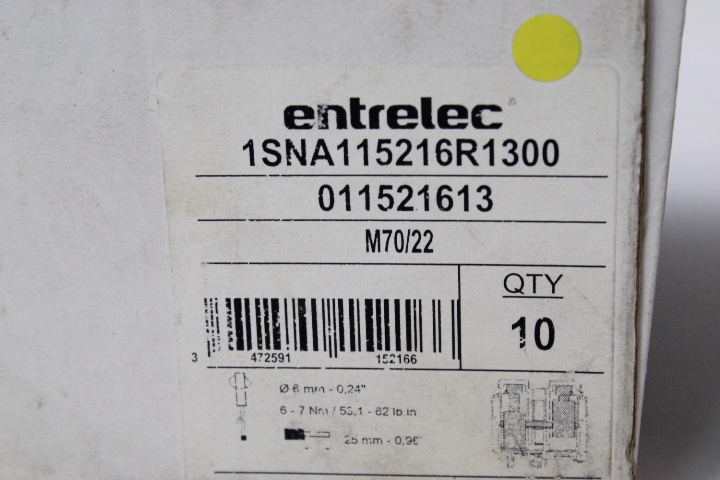 entrelec®
1SNA115216R1300
011521613
M70/22
QTY
10
3 472591 152166
Ø 6 mm - 0,24"
6 - 7 Nm / 53,1 - 62 lb.in
25 mm - 0,98"